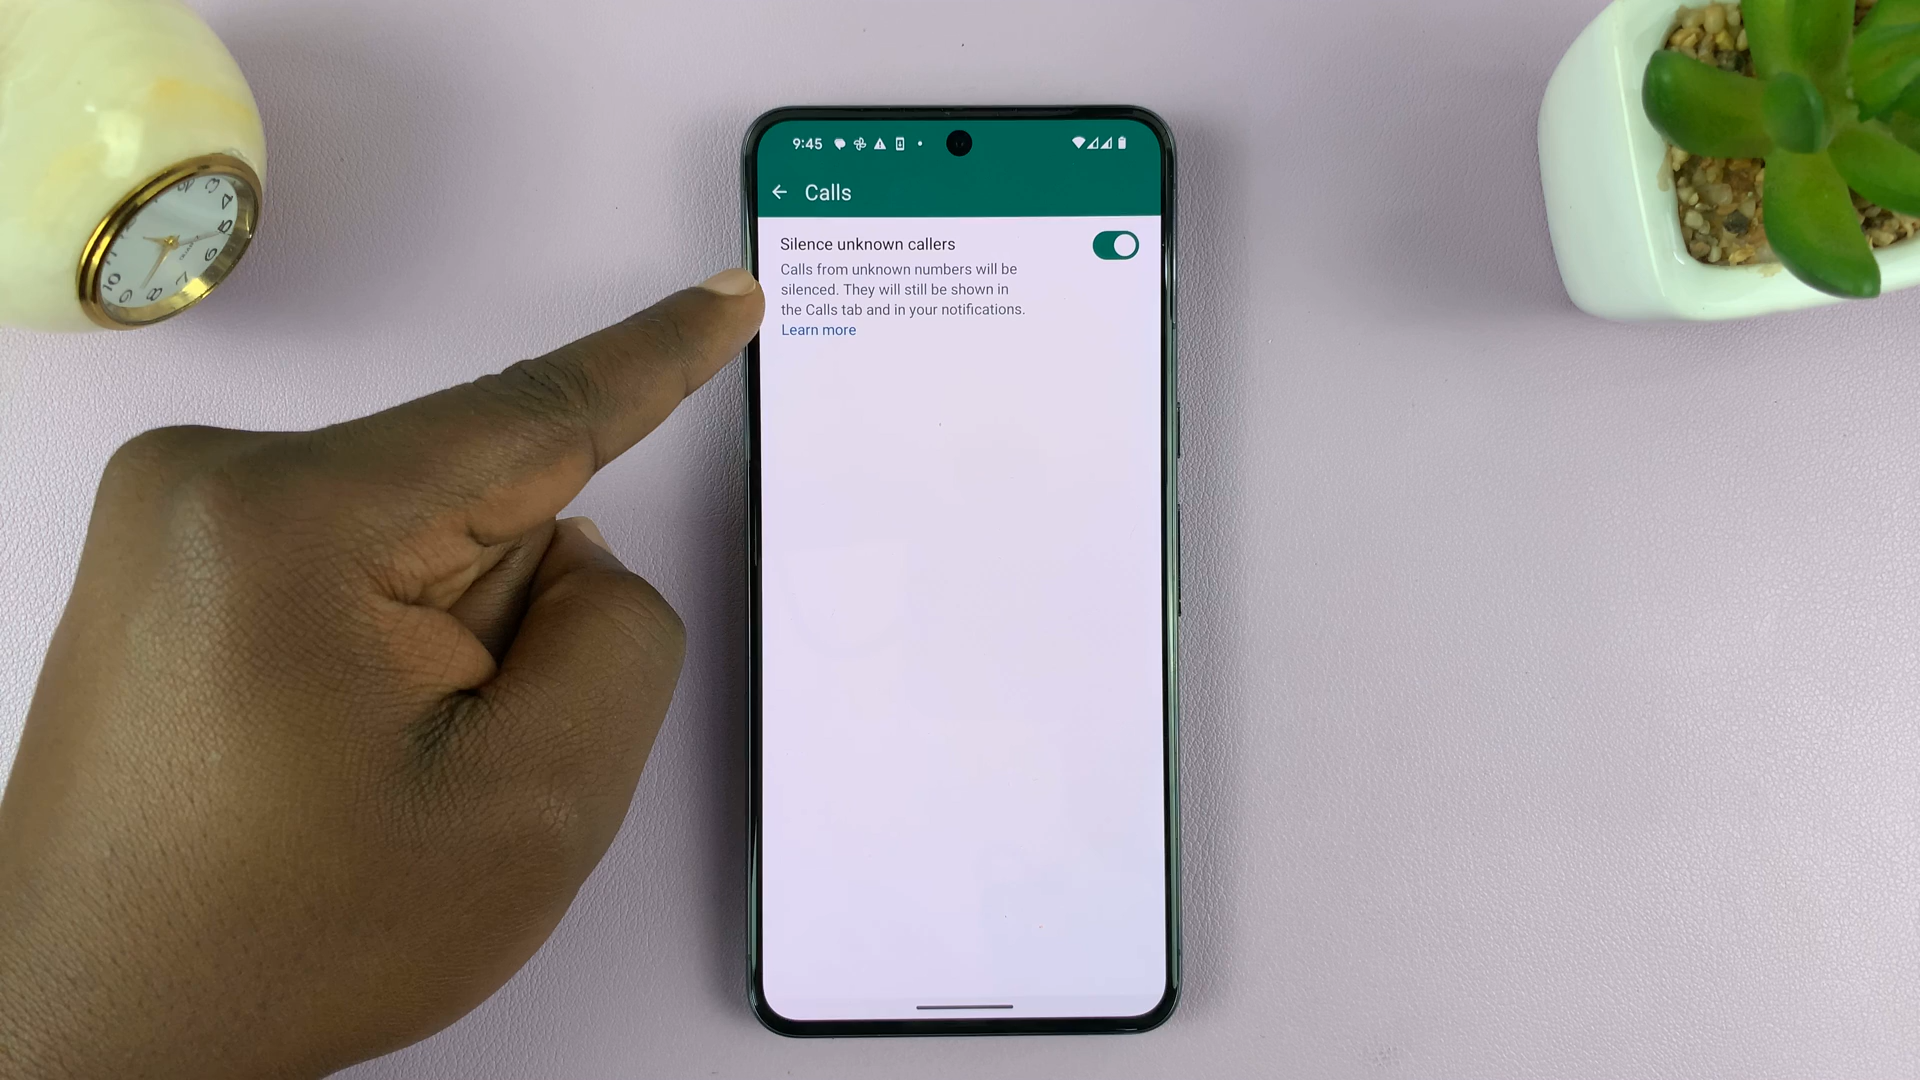 9:45
Calls
Silence unknown callers
Calls from unknown numbers will be
silenced. They will still be shown in
the Calls tab and in your notifications.
Learn more